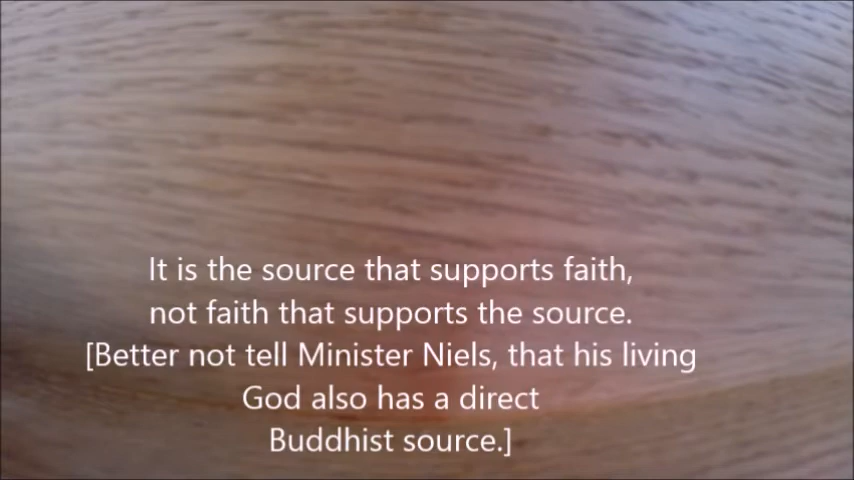 It is the source that supports faith,
not faith that supports the source.
[Better not tell Minister Niels, that his living
God also has a direct
Buddhist source.]